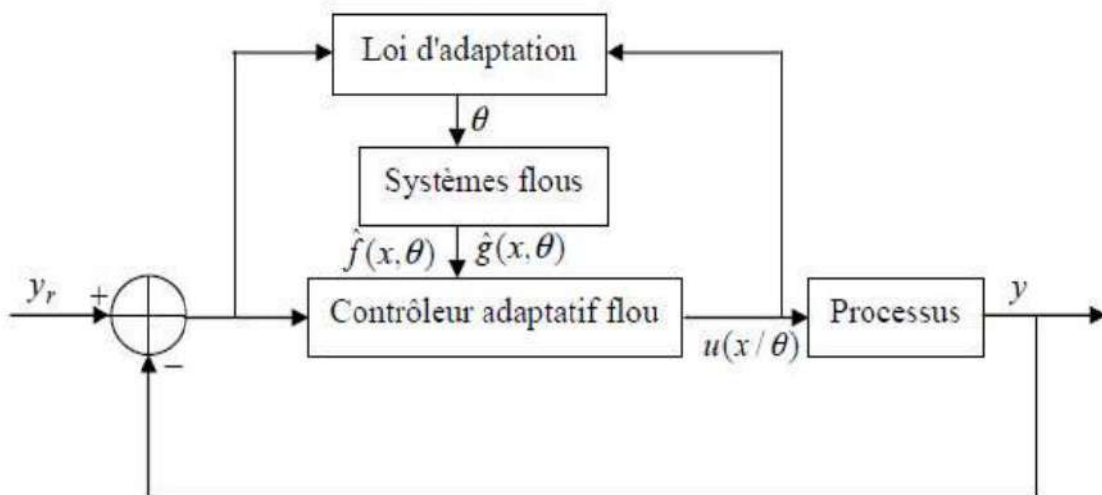 Loi d'adaptation
θ
Systèmes flous
f̂(x,θ) ĝ(x,θ)
y_r + Contrôleur adaptatif flou Processus y
u(x/θ)
−